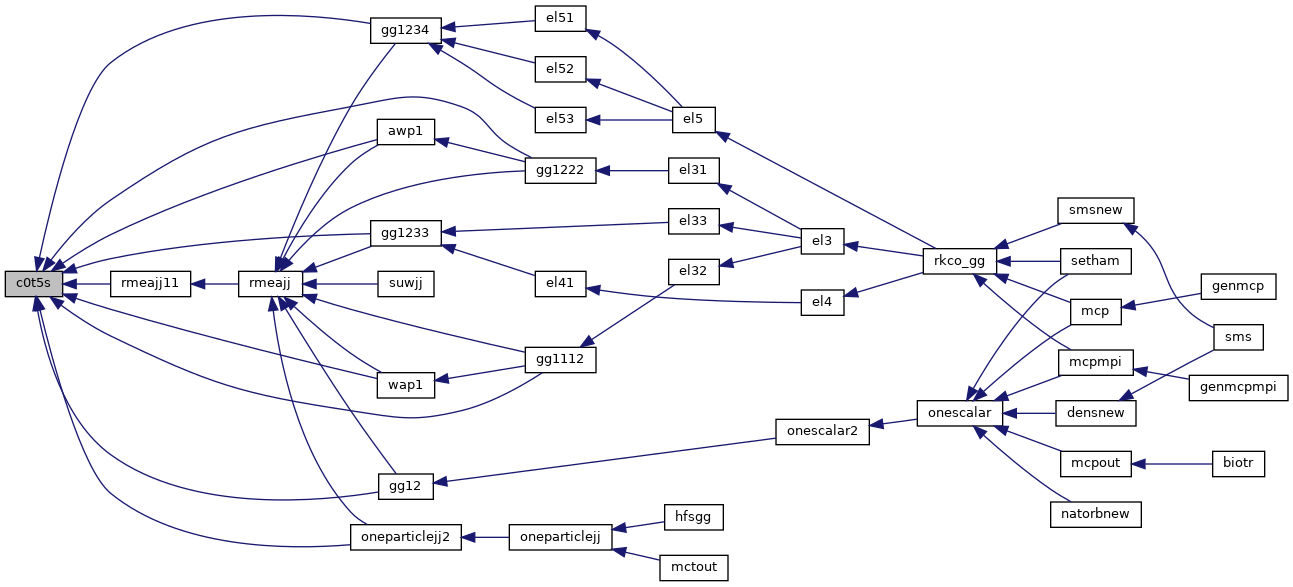 c0t5s
gg1234
el51
el52
el53
el5
awp1
gg1222
el31
gg1233
el33
el3
rmeajj11
rmeajj
suwjj
el41
el32
el4
gg1112
wap1
gg12
onescalar2
oneparticlejj2
oneparticlejj
hfsgg
mctout
rkco_gg
onescalar
smsnew
setham
mcp
genmcp
sms
mcpmpi
genmcpmpi
densnew
mcpout
biotr
natorbnew